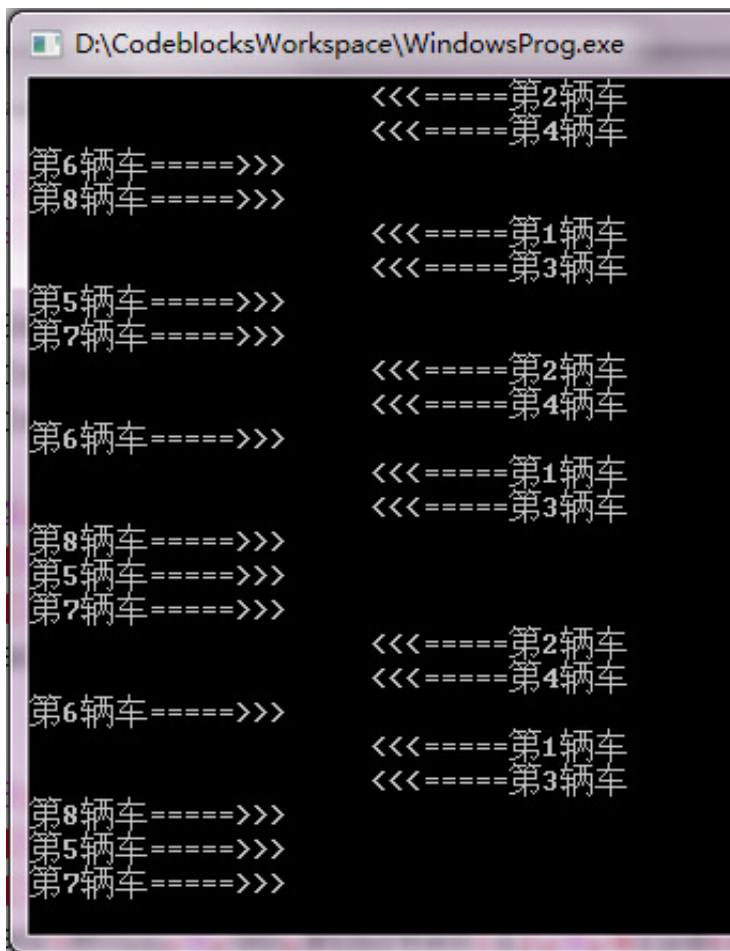 D:\CodeblocksWorkspace\WindowsProg.exe
<<<=====第2辆车
<<<=====第4辆车
第6辆车=====>>>
第8辆车=====>>>
<<<=====第1辆车
<<<=====第3辆车
第5辆车=====>>>
第7辆车=====>>>
<<<=====第2辆车
<<<=====第4辆车
第6辆车=====>>>
<<<=====第1辆车
<<<=====第3辆车
第8辆车=====>>>
第5辆车=====>>>
第7辆车=====>>>
<<<=====第2辆车
<<<=====第4辆车
第6辆车=====>>>
<<<=====第1辆车
<<<=====第3辆车
第8辆车=====>>>
第5辆车=====>>>
第7辆车=====>>>